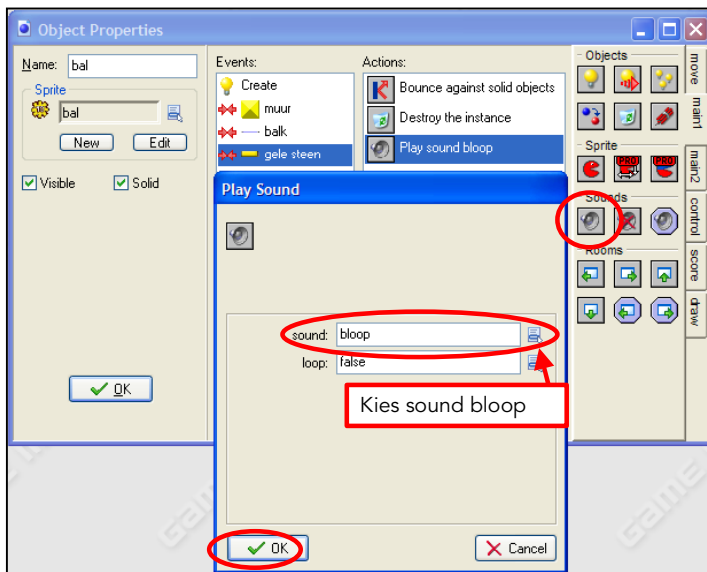 Object Properties
Name: bal
Sprite
bal
New Edit
Visible Solid
OK
Events:
Create
muur
balk
gele steen
Actions:
Bounce against solid objects
Destroy the instance
Play sound bloop
Objects
Sprite
Sounds
Rooms
move
main1
main2
control
score
draw
Play Sound
sound: bloop
loop: false
Kies sound bloop
OK Cancel